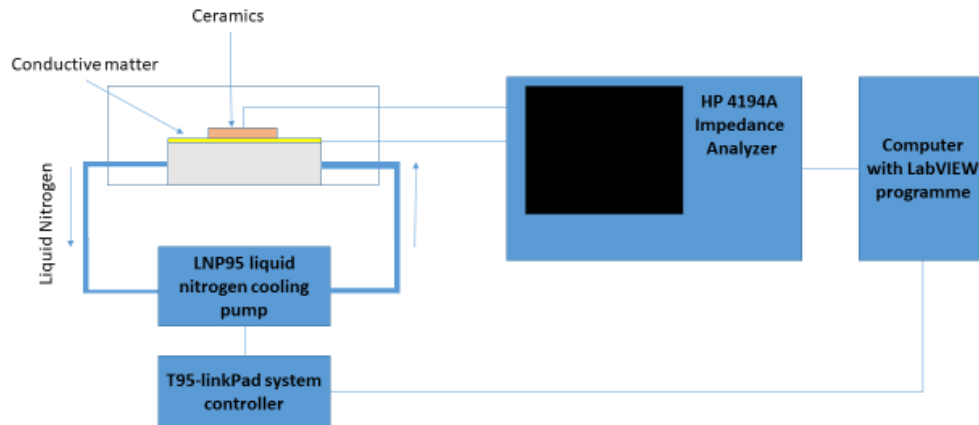 Ceramics
Conductive matter
HP 4194A
Impedance
Analyzer
Computer
with LabVIEW
programme
Liquid Nitrogen
LNP95 liquid
nitrogen cooling
pump
T95-linkPad system
controller